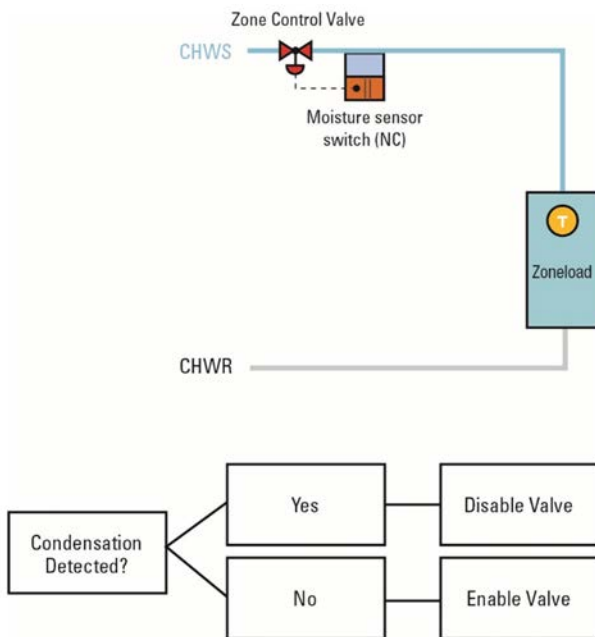 Zone Control Valve
CHWS
Moisture sensor
switch (NC)
T
Zoneload
CHWR
Condensation
Detected?
Yes
Disable Valve
No
Enable Valve